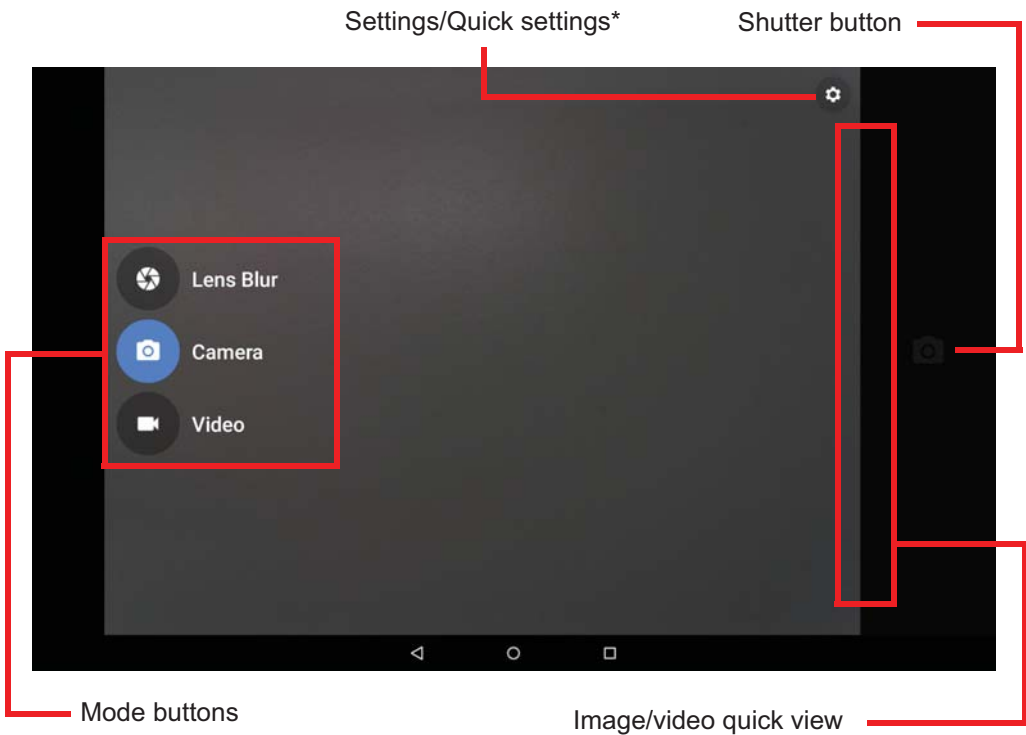 Settings/Quick settings*
Shutter button
Lens Blur
Camera
Video
Mode buttons
Image/video quick view